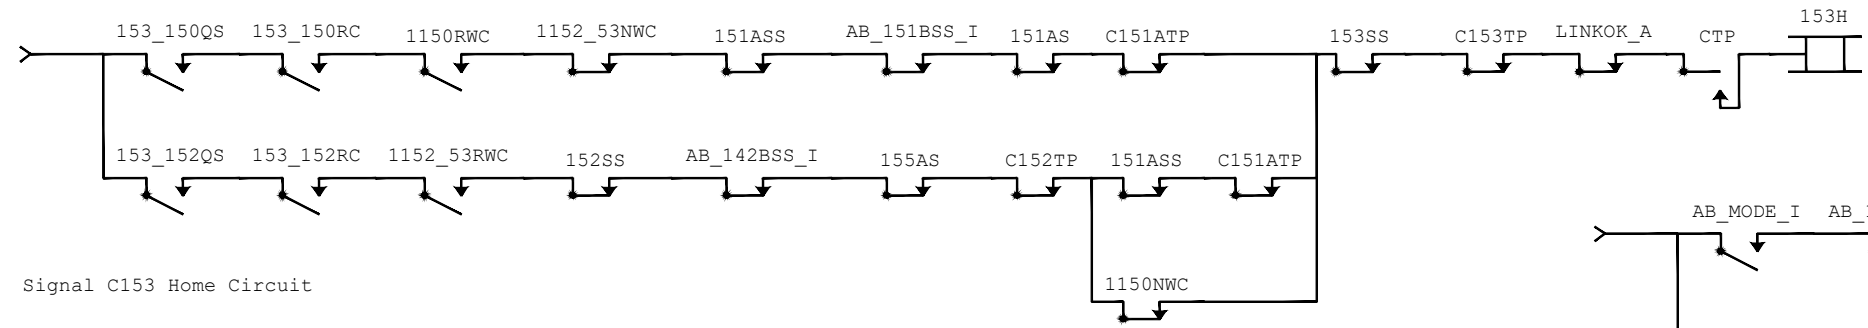 153H
153_150QS 153_150RC 1150RWC 1152_53NWC 151ASS AB_151BSS_I 151AS C151ATP 153SS C153TP LINKOK_A CTP
153_152QS 153_152RC 1152_53RWC 152SS AB_142BSS_I 155AS C152TP 151ASS C151ATP
AB_MODE_I
Signal C153 Home Circuit
1150NWC